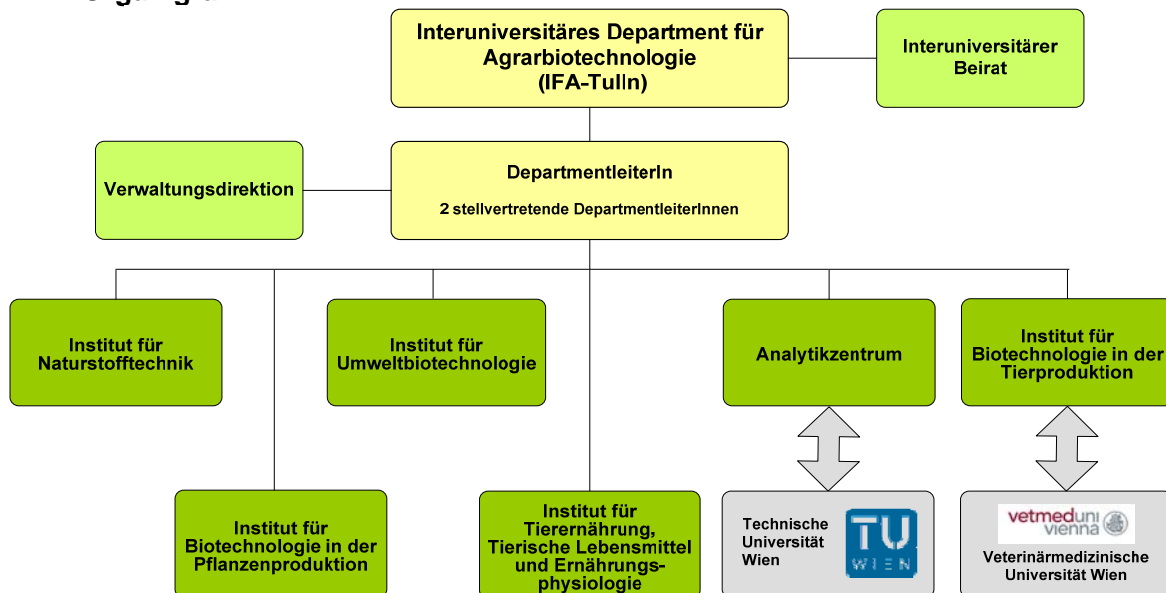 Interuniversitäres Department für
Agrarbiotechnologie
(IFA-Tulln)
Interuniversitärer
Beirat
Verwaltungsdirektion
DepartmentleiterIn
2 stellvertretende DepartmentleiterInnen
Institut für
Naturstofftechnik
Institut für
Umweltbiotechnologie
Analytikzentrum
Institut für
Biotechnologie in der
Tierproduktion
Institut für
Biotechnologie in der
Pflanzenproduktion
Institut für
Tierernährung,
Tierische Lebensmittel
und Ernährungs-
physiologie
Technische
Universität
Wien
TU
WIEN
vetmeduni
vienna
Veterinärmedizinische
Universität Wien